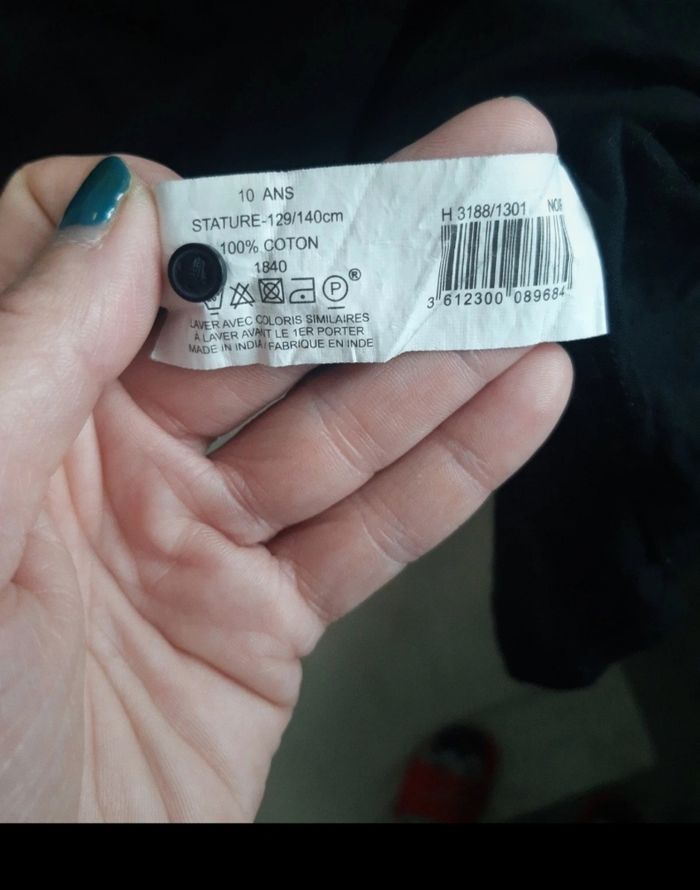 10 ANS
STATURE-129/140cm
100% COTON
1840
P ®
LAVER AVEC COLORIS SIMILAIRES
A LAVER AVANT LE 1ER PORTER
MADE IN INDIA/FABRIQUE EN INDE
H 3188/1301 NOIR
3 612300 089684